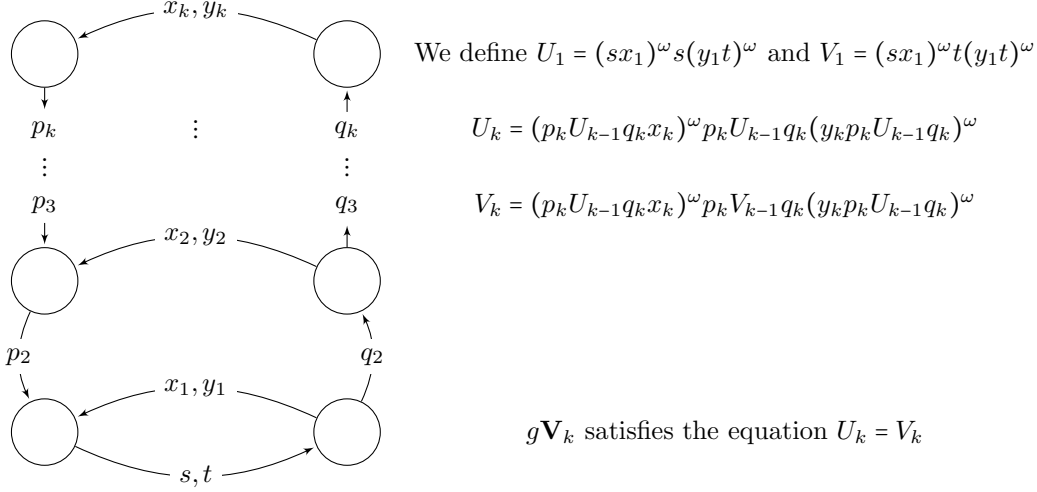 x_k, y_k
We define U_1 = (sx_1)^ω s(y_1t)^ω and V_1 = (sx_1)^ω t(y_1t)^ω
p_k
⋮
q_k
U_k = (p_kU_{k−1}q_kx_k)^ω p_kU_{k−1}q_k(y_kp_kU_{k−1}q_k)^ω
⋮
⋮
p_3
q_3
V_k = (p_kU_{k−1}q_kx_k)^ω p_kV_{k−1}q_k(y_kp_kU_{k−1}q_k)^ω
x_2, y_2
p_2
q_2
x_1, y_1
gV_k satisfies the equation U_k = V_k
s, t